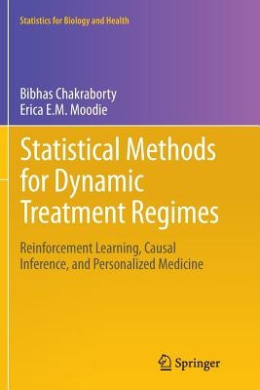 Statistics for Biology and Health
Bibhas Chakraborty
Erica E.M. Moodie
Statistical Methods
for Dynamic
Treatment Regimes
Reinforcement Learning, Causal
Inference, and Personalized Medicine
Springer